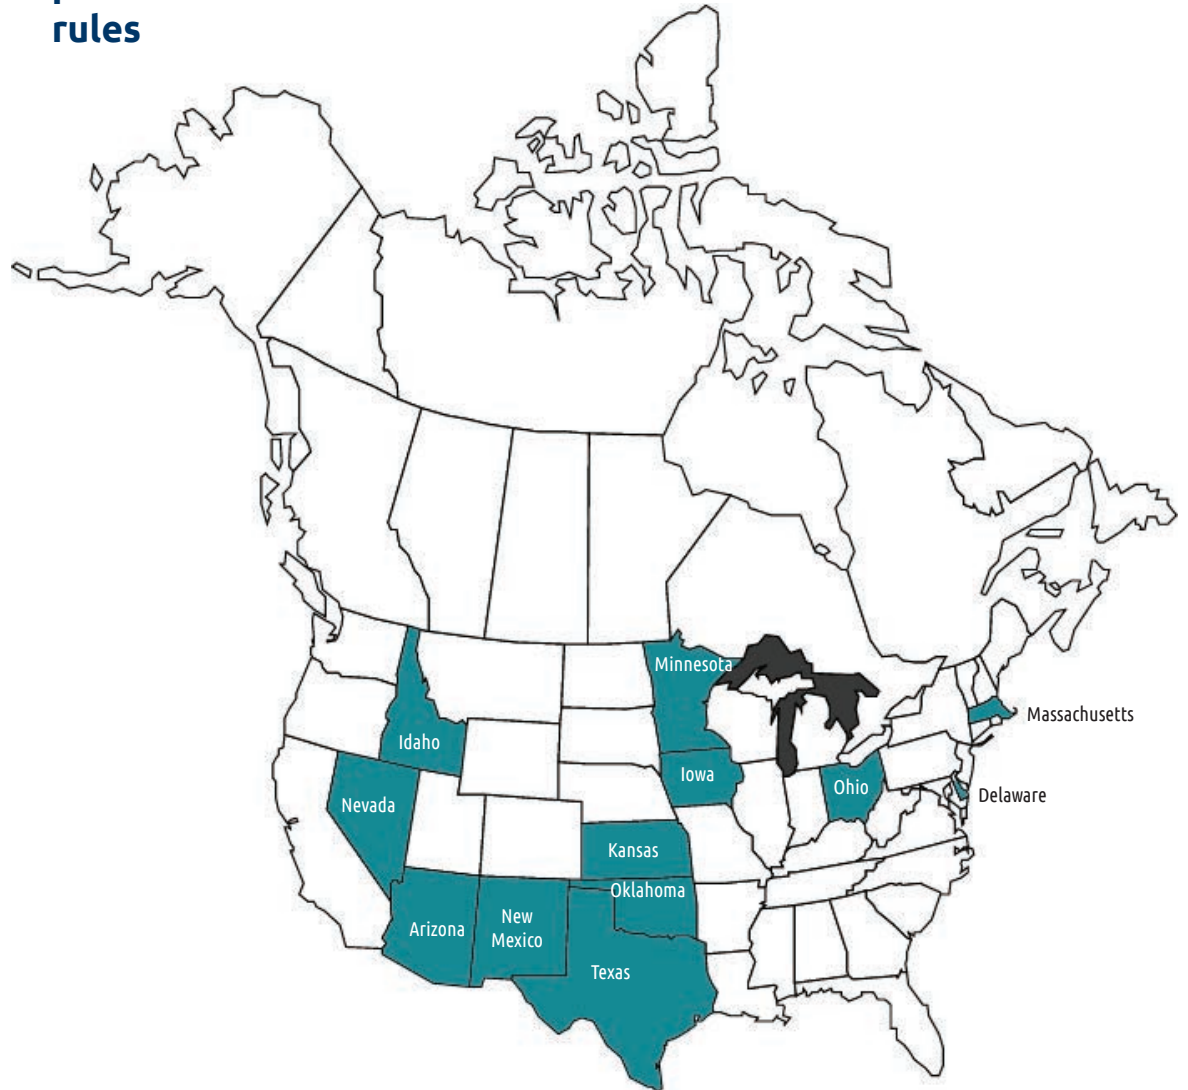 rules
Minnesota
Massachusetts
Idaho
Iowa
Ohio
Delaware
Nevada
Kansas
Oklahoma
Arizona
New
Mexico
Texas